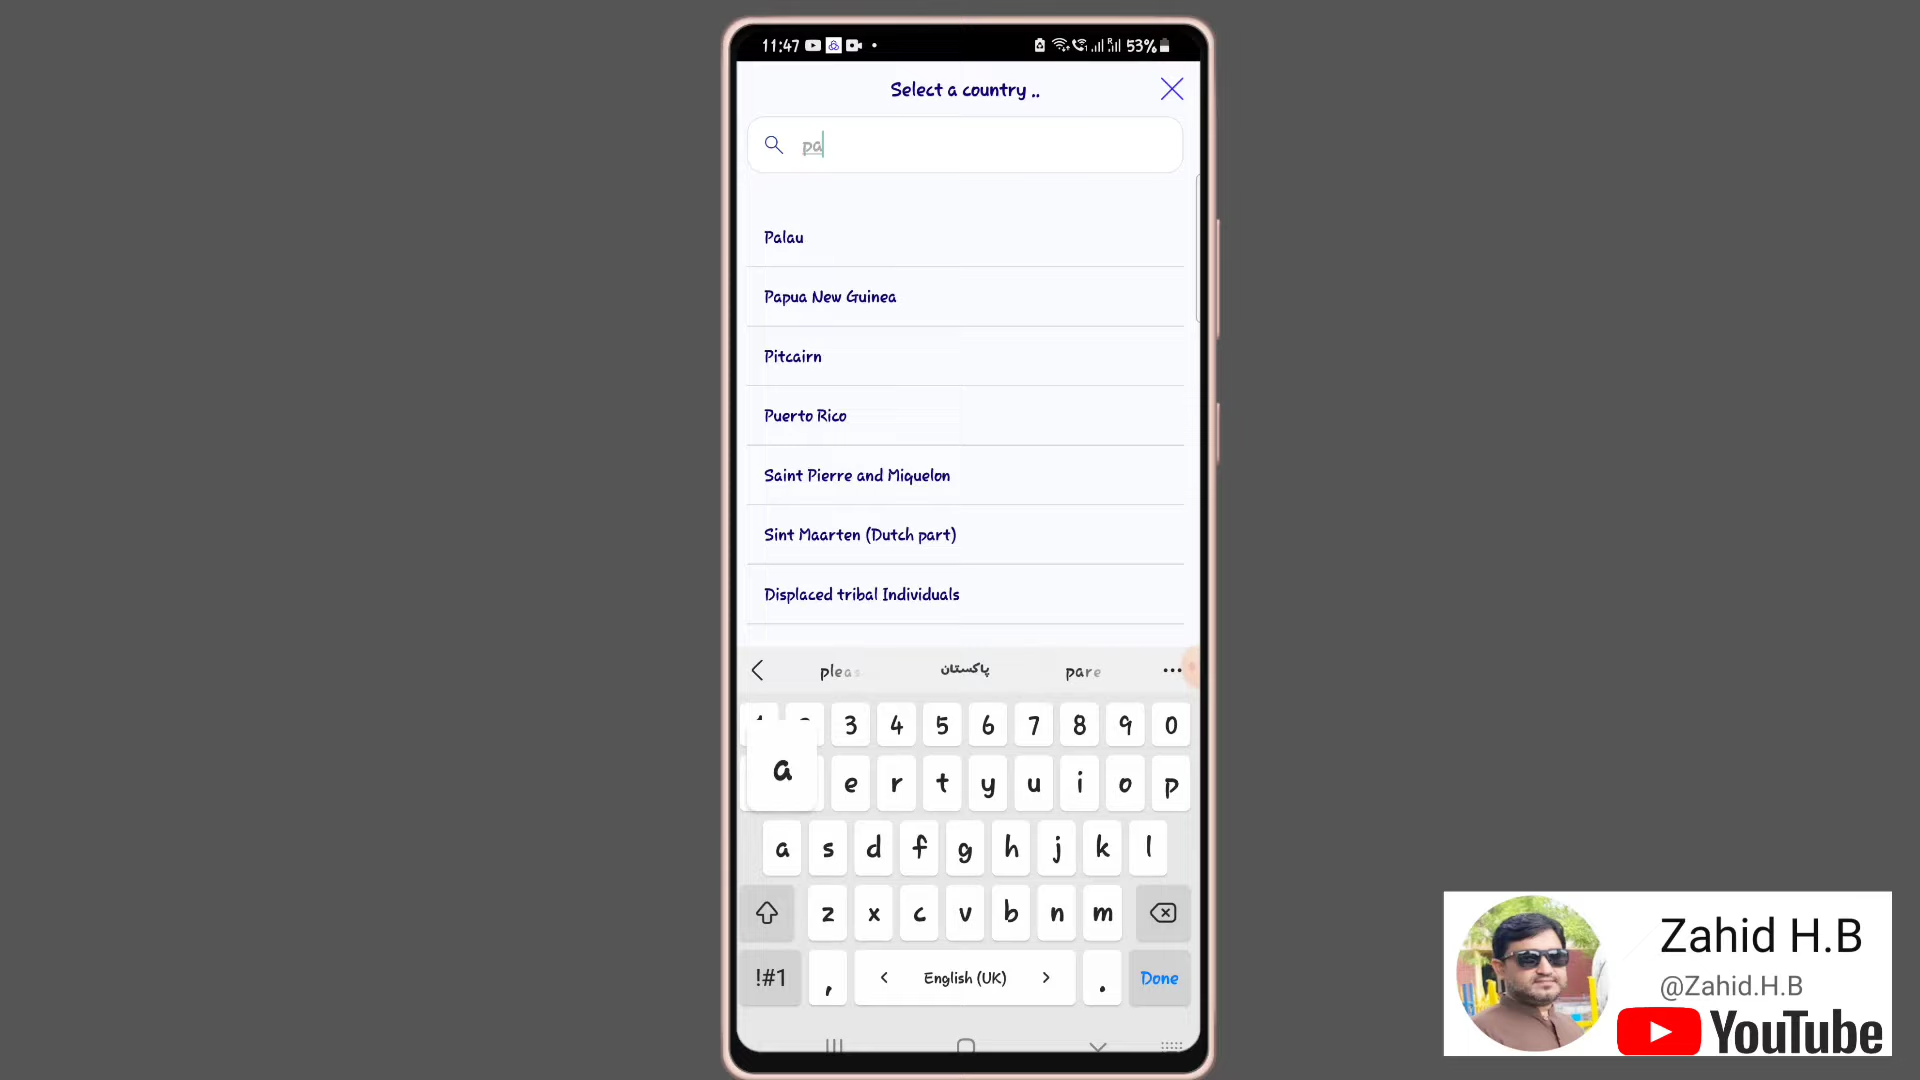 11:47
53%
Select a country ..
pa
Palau
Papua New Guinea
Pitcairn
Puerto Rico
Saint Pierre and Miquelon
Sint Maarten (Dutch part)
Displaced tribal Individuals
pleas پاکستان pare
3 4 5 6 7 8 9 0
a
e r t y u i o p
a s d f g h j k l
z x c v b n m
!#1 , < English (UK) > . Done
Zahid H.B
@Zahid.H.B
YouTube